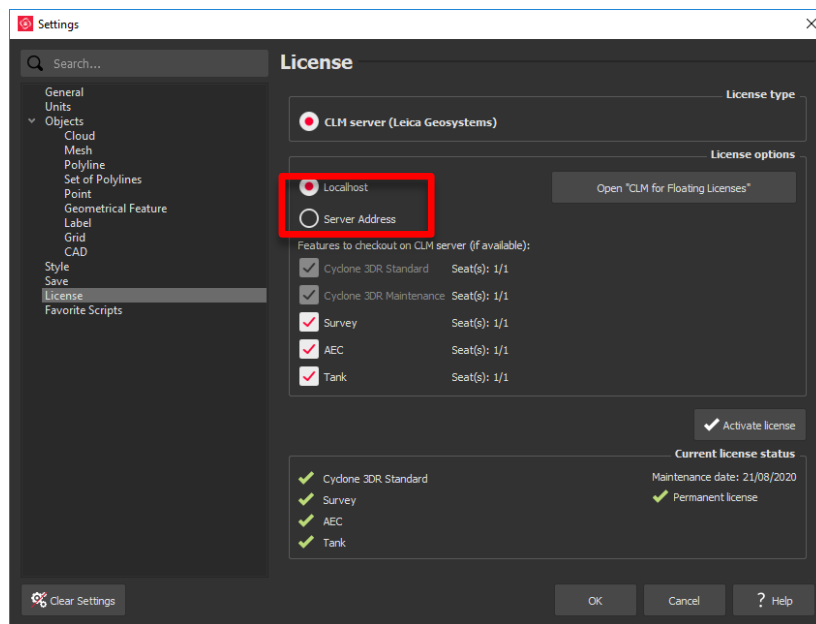 Settings
Search...
License
General
Units
Objects
Cloud
Mesh
Polyline
Set of Polylines
Point
Geometrical Feature
Label
Grid
CAD
Style
Save
License
Favorite Scripts
License type
CLM server (Leica Geosystems)
License options
Localhost
Open "CLM for Floating Licenses"
Server Address
Features to checkout on CLM server (if available):
Cyclone 3DR Standard Seat(s): 1/1
Cyclone 3DR Maintenance Seat(s): 1/1
Survey Seat(s): 1/1
AEC Seat(s): 1/1
Tank Seat(s): 1/1
Activate license
Current license status
Cyclone 3DR Standard
Maintenance date: 21/08/2020
Survey
Permanent license
AEC
Tank
Clear Settings
OK
Cancel
? Help